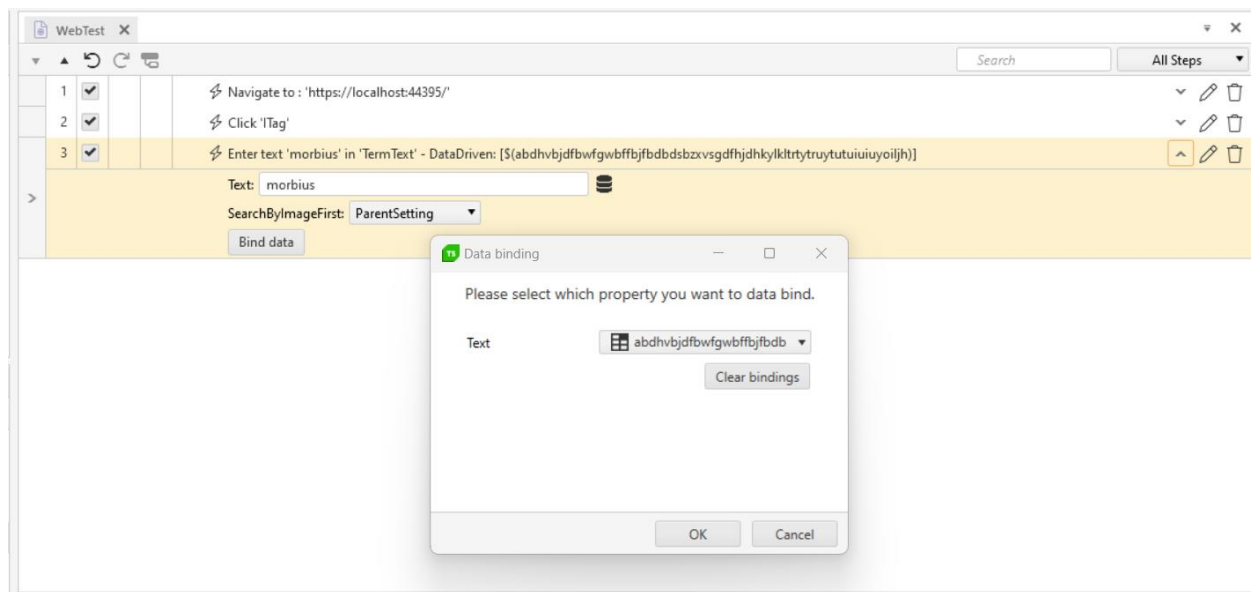 WebTest
Search
All Steps
1 Navigate to : 'https://localhost:44395/'
2 Click 'ITag'
3 Enter text 'morbius' in 'TermText' - DataDriven: [$(abdhvbjdfbwfgwbffbjfbdbdsbzxvsgdfhjdhkylkltrtytruytutuiuiuyoiljh)]
Text: morbius
SearchByImageFirst: ParentSetting
Bind data
TS Data binding
Please select which property you want to data bind.
Text abdhvbjdfbwfgwbffbjfbdb
Clear bindings
OK Cancel